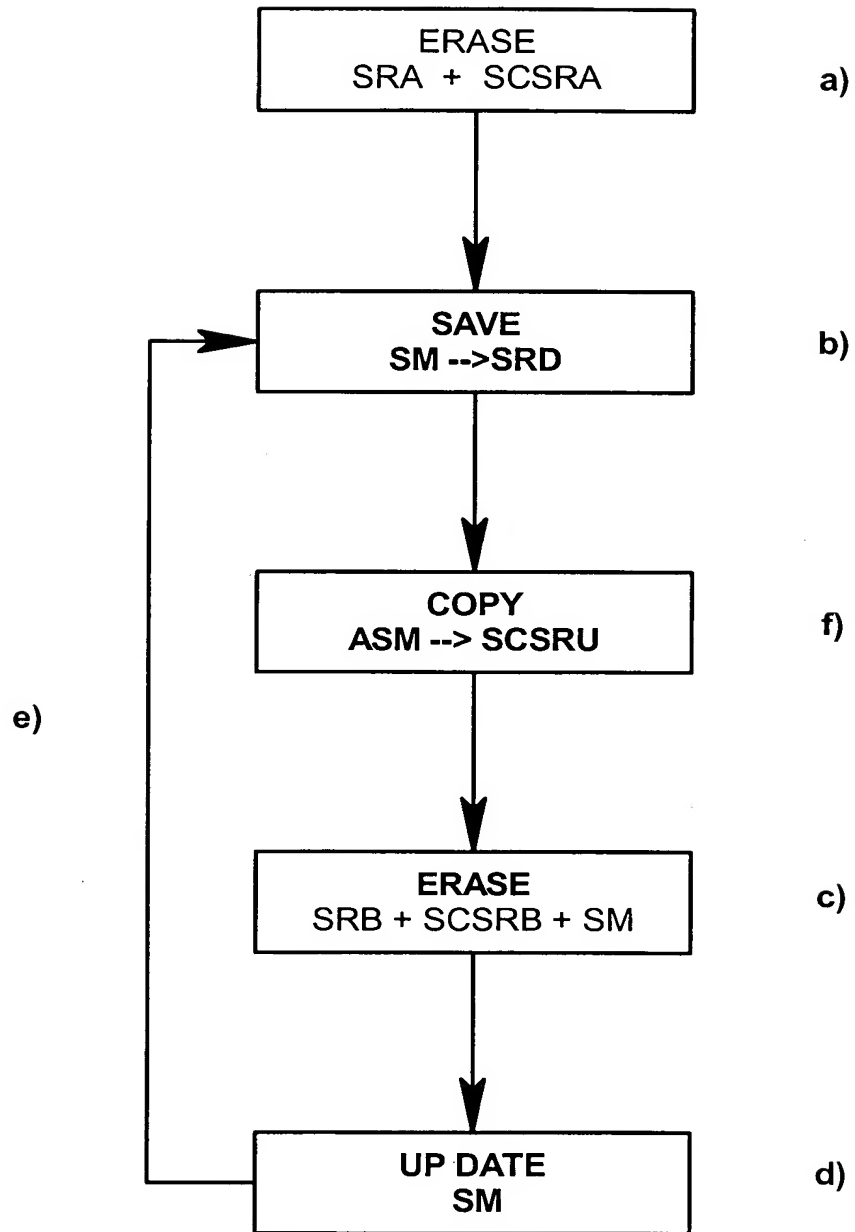 ERASE
SRA + SCSRA
a)
SAVE
SM -->SRD
b)
COPY
ASM --> SCSRU
f)
e)
ERASE
SRB + SCSRB + SM
c)
UP DATE
SM
d)